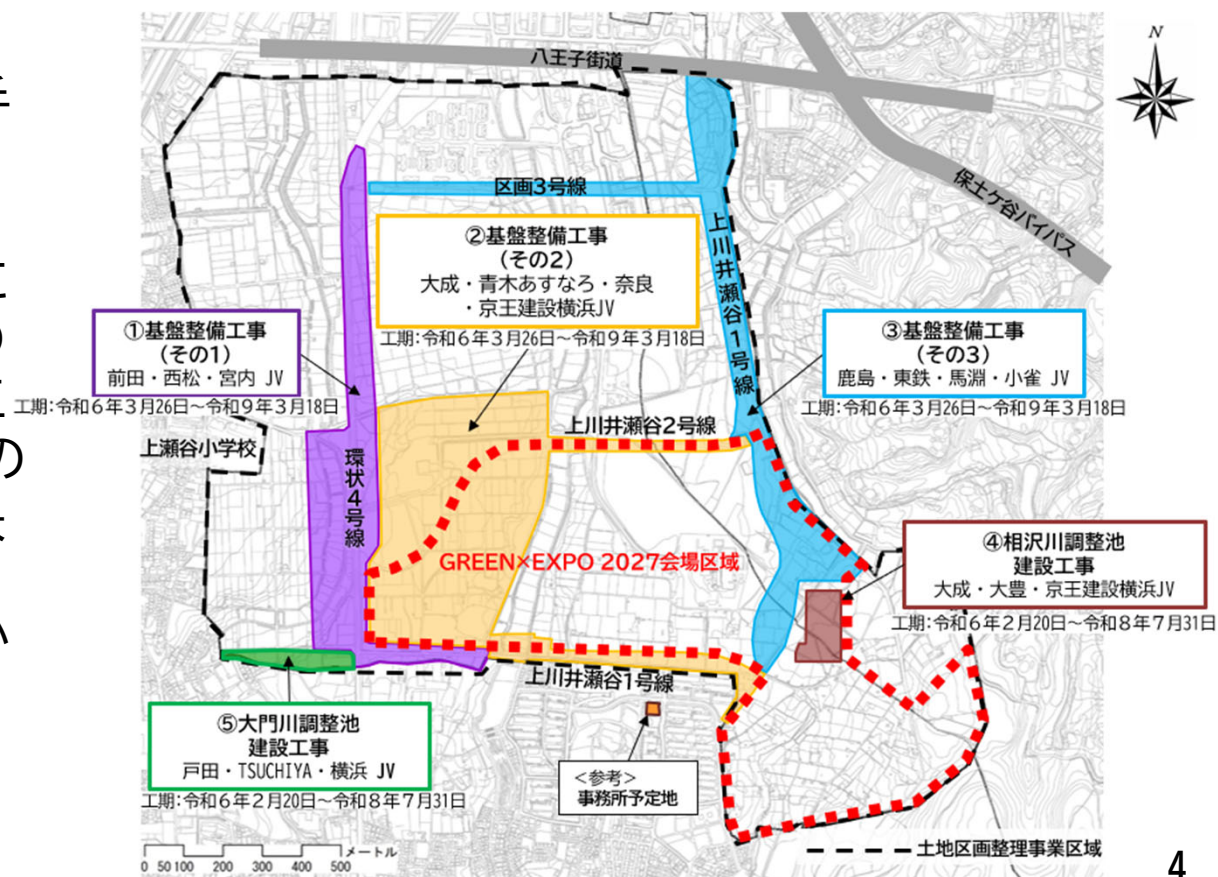 N
八王子街道
保土ケ谷バイパス
区画3号線
上川井瀬谷1号線
②基盤整備工事
(その2)
大成・青木あすなろ・奈良
・京王建設横浜JV
工期:令和6年3月26日~令和9年3月18日
①基盤整備工事
(その1)
前田・西松・宮内 JV
工期:令和6年3月26日~令和9年3月18日
③基盤整備工事
(その3)
鹿島・東鉄・馬淵・小雀 JV
工期:令和6年3月26日~令和9年3月18日
上川井瀬谷2号線
上瀬谷小学校
環状4号線
GREEN×EXPO 2027会場区域
④相沢川調整池
建設工事
大成・大豊・京王建設横浜JV
工期:令和6年2月20日~令和8年7月31日
上川井瀬谷1号線
⑤大門川調整池
建設工事
戸田・TSUCHIYA・横浜 JV
工期:令和6年2月20日~令和8年7月31日
<参考>
事務所予定地
0 50 100 200 300 400 500 メートル
土地区画整理事業区域
4
の